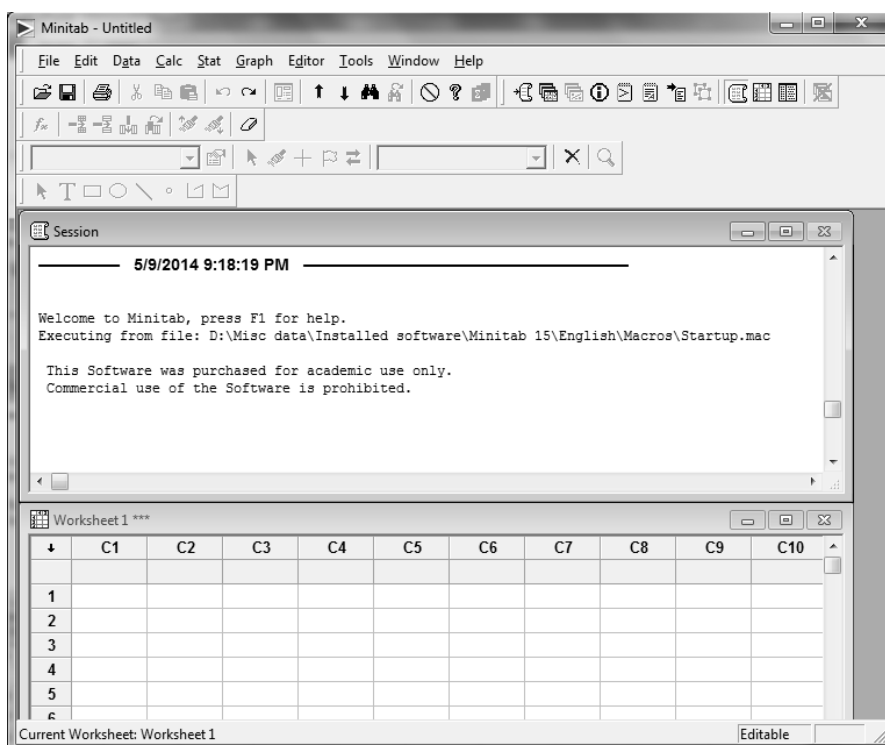 Minitab - Untitled
File Edit Data Calc Stat Graph Editor Tools Window Help
Session
5/9/2014 9:18:19 PM
Welcome to Minitab, press F1 for help.
Executing from file: D:\Misc data\Installed software\Minitab 15\English\Macros\Startup.mac
This Software was purchased for academic use only.
Commercial use of the Software is prohibited.
Worksheet 1 ***
C1 C2 C3 C4 C5 C6 C7 C8 C9 C10
1
2
3
4
5
6
Current Worksheet: Worksheet 1 Editable